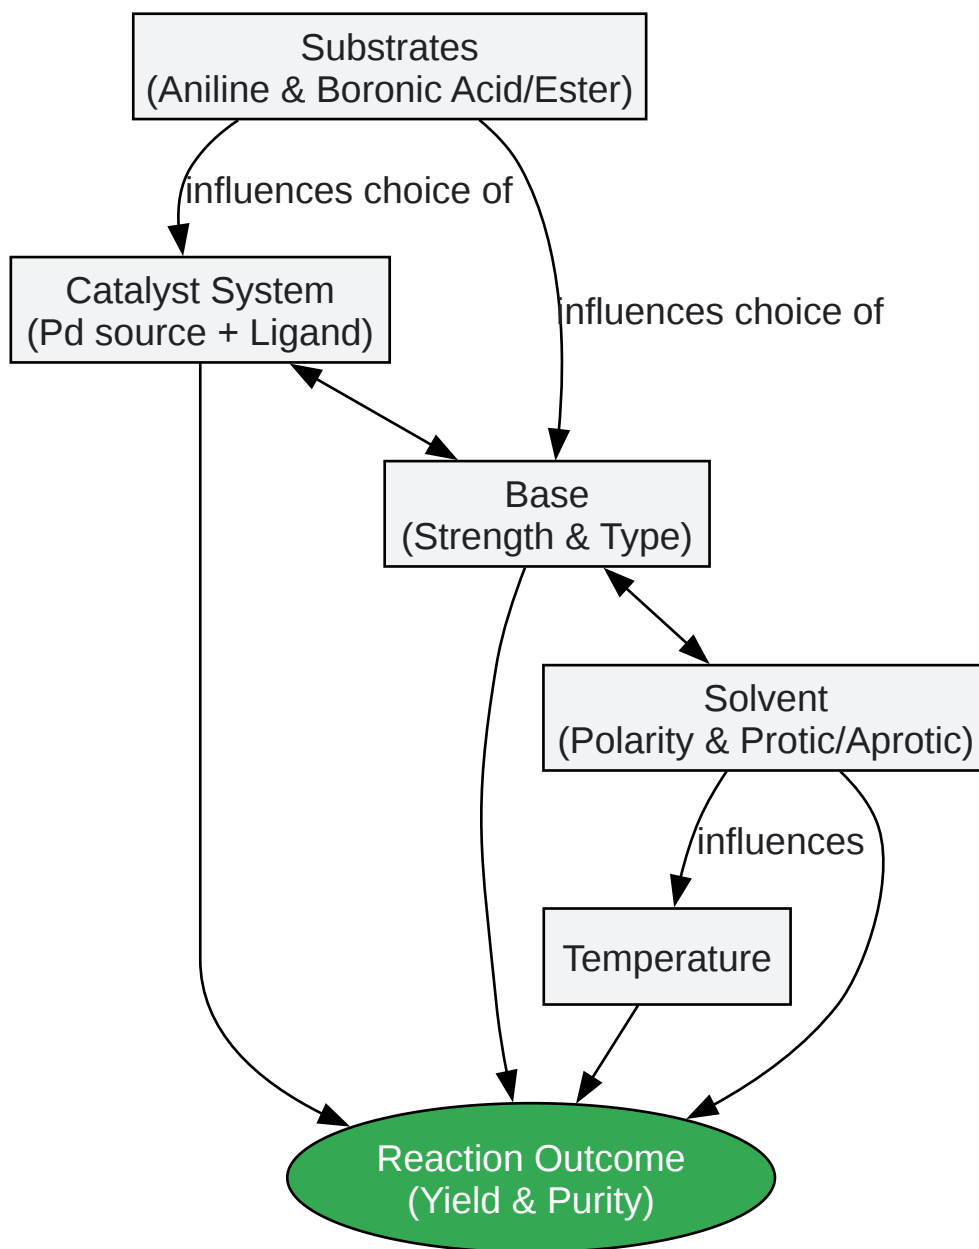 Substrates
(Aniline & Boronic Acid/Ester)
influences choice of
Catalyst System
(Pd source + Ligand)
influences choice of
Base
(Strength & Type)
Solvent
(Polarity & Protic/Aprotic)
influences
Temperature
Reaction Outcome
(Yield & Purity)